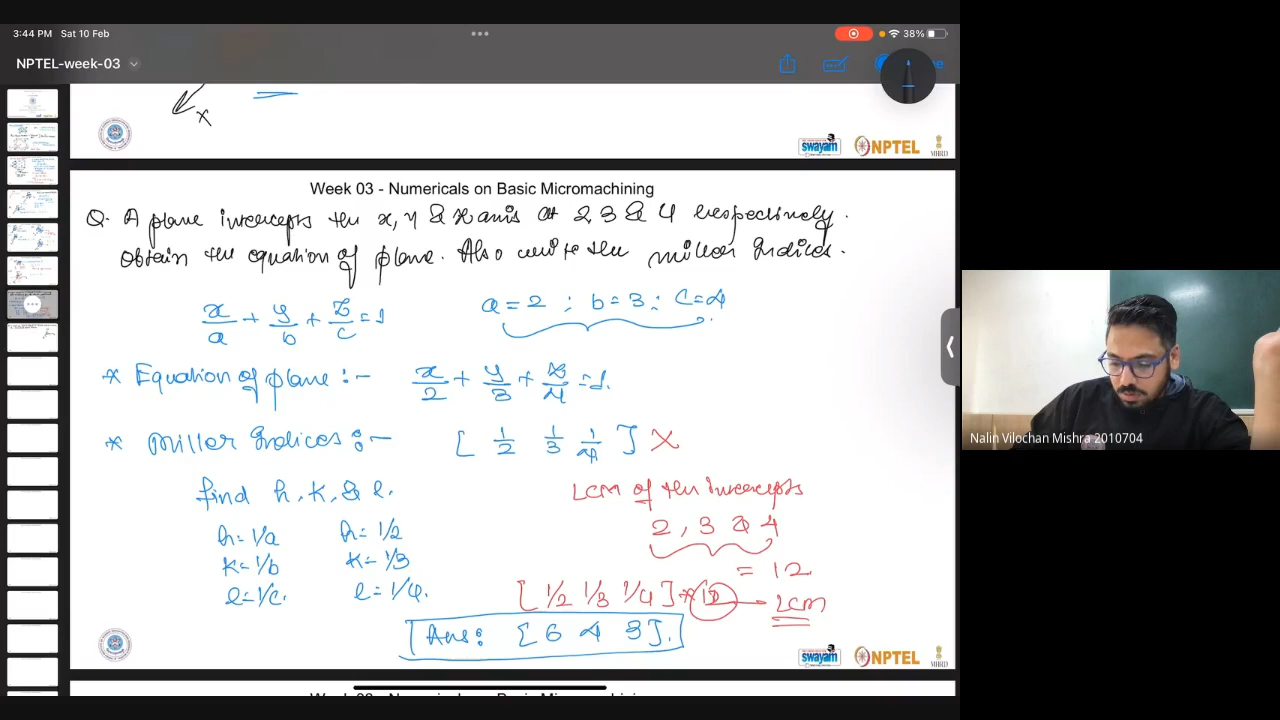 3:44 PM Sat 10 Feb
38%
NPTEL-week-03
x
swayam NPTEL
Week 03 - Numericals on Basic Micromachining
Q. A plane intercepts the x, y & z axis at 2 3 & 4 respectively.
Obtain the equation of plane. Also write the miller Indices.
x/a + y/b + z/c = 1
a = 2 ; b = 3 ; c = 4
* Equation of plane :- x/2 + y/3 + z/4 = 1.
* Miller Indices :- [ 1/2 1/3 1/4 ] X
find h, k, & l.
LCM of the intercepts
2, 3 & 4
= 12
h = 1/a h = 1/2
k = 1/b k = 1/3
l = 1/c. l = 1/4.
[ 1/2 1/3 1/4 ] * 12 → LCM
Ans: [ 6 4 3 ].
swayam NPTEL
Nalin Vilochan Mishra 2010704